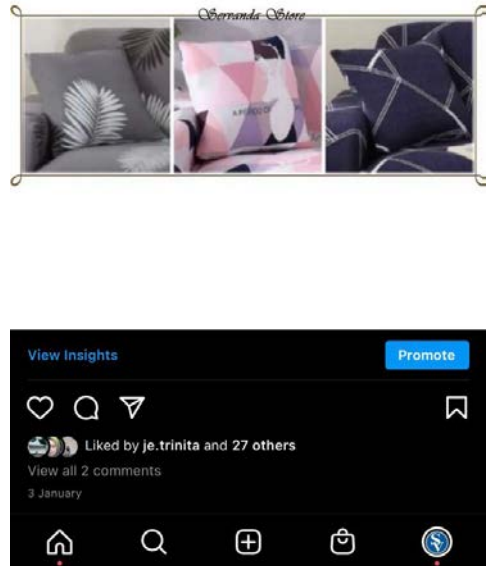 Servanda Store
View Insights
Promote
Liked by je.trinita and 27 others
View all 2 comments
3 January